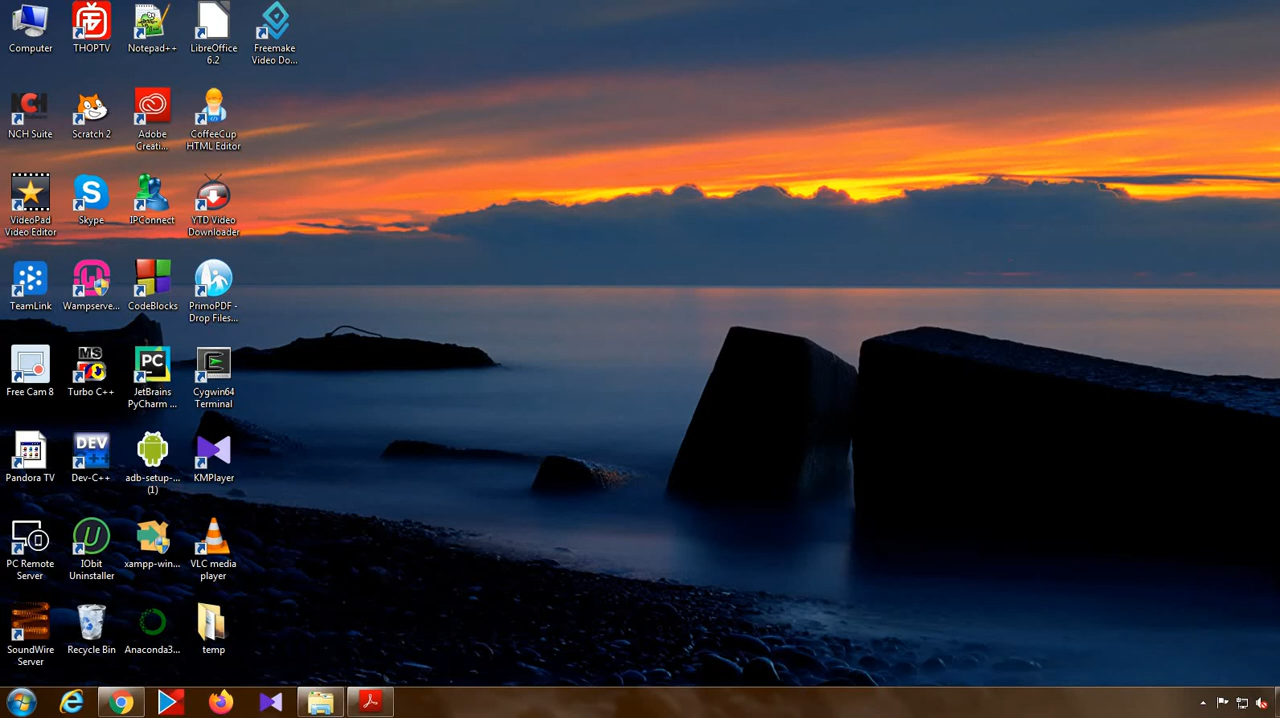 Computer
THOPTV
Notepad++
LibreOffice
6.2
Freemake
Video Do...
NCH
NCH Suite
Scratch 2
Adobe
Creati...
CoffeeCup
HTML Editor
VideoPad
Video Editor
Skype
IPConnect
YTD Video
Downloader
TeamLink
Wampserve...
CodeBlocks
PrimoPDF -
Drop Files...
Free Cam 8
MS
Turbo C++
PC
JetBrains
PyCharm ...
Cygwin64
Terminal
Pandora TV
DEV
Dev-C++
adb-setup-...
(1)
KMPlayer
PC Remote
Server
IObit
Uninstaller
xampp-win...
VLC media
player
SoundWire
Server
Recycle Bin
Anaconda3...
temp